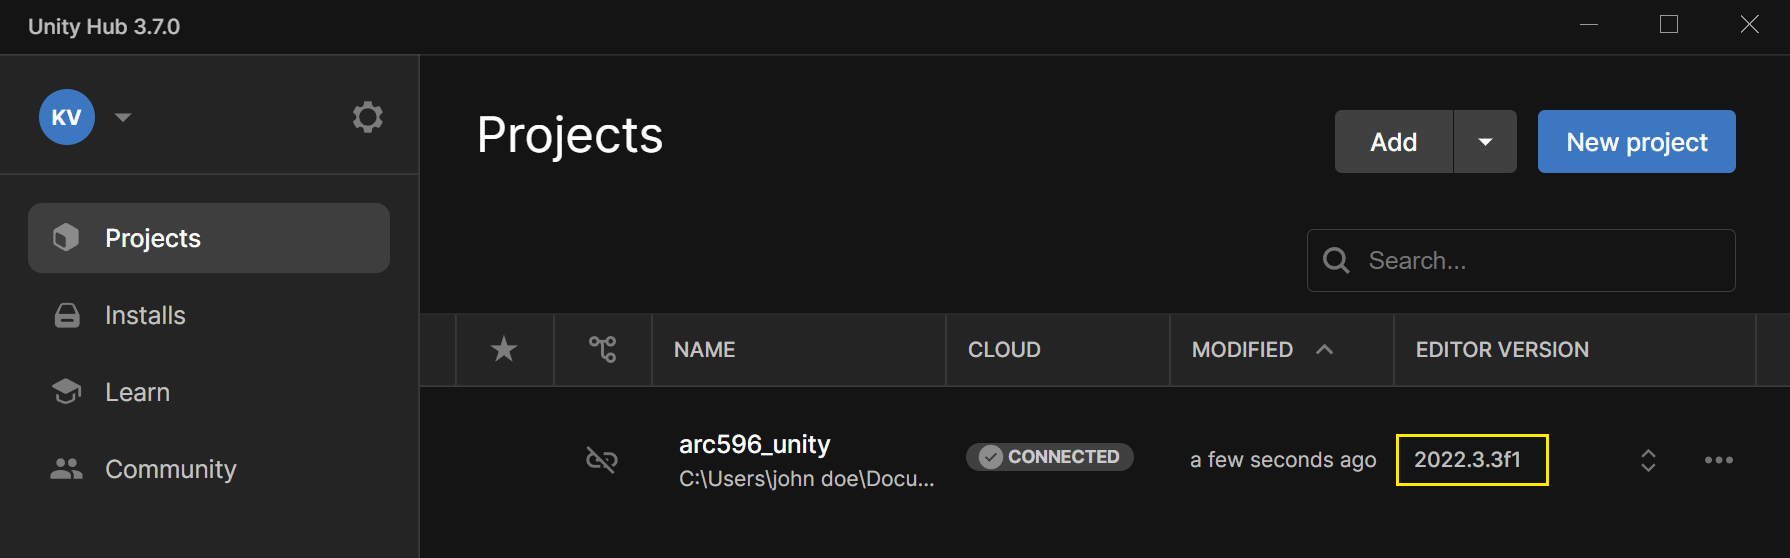 Unity Hub 3.7.0
KV
Projects
Installs
Learn
Community
Projects
Add
New project
Search...
NAME CLOUD MODIFIED EDITOR VERSION
arc596_unity CONNECTED a few seconds ago 2022.3.3f1
C:\Users\john doe\Docu...